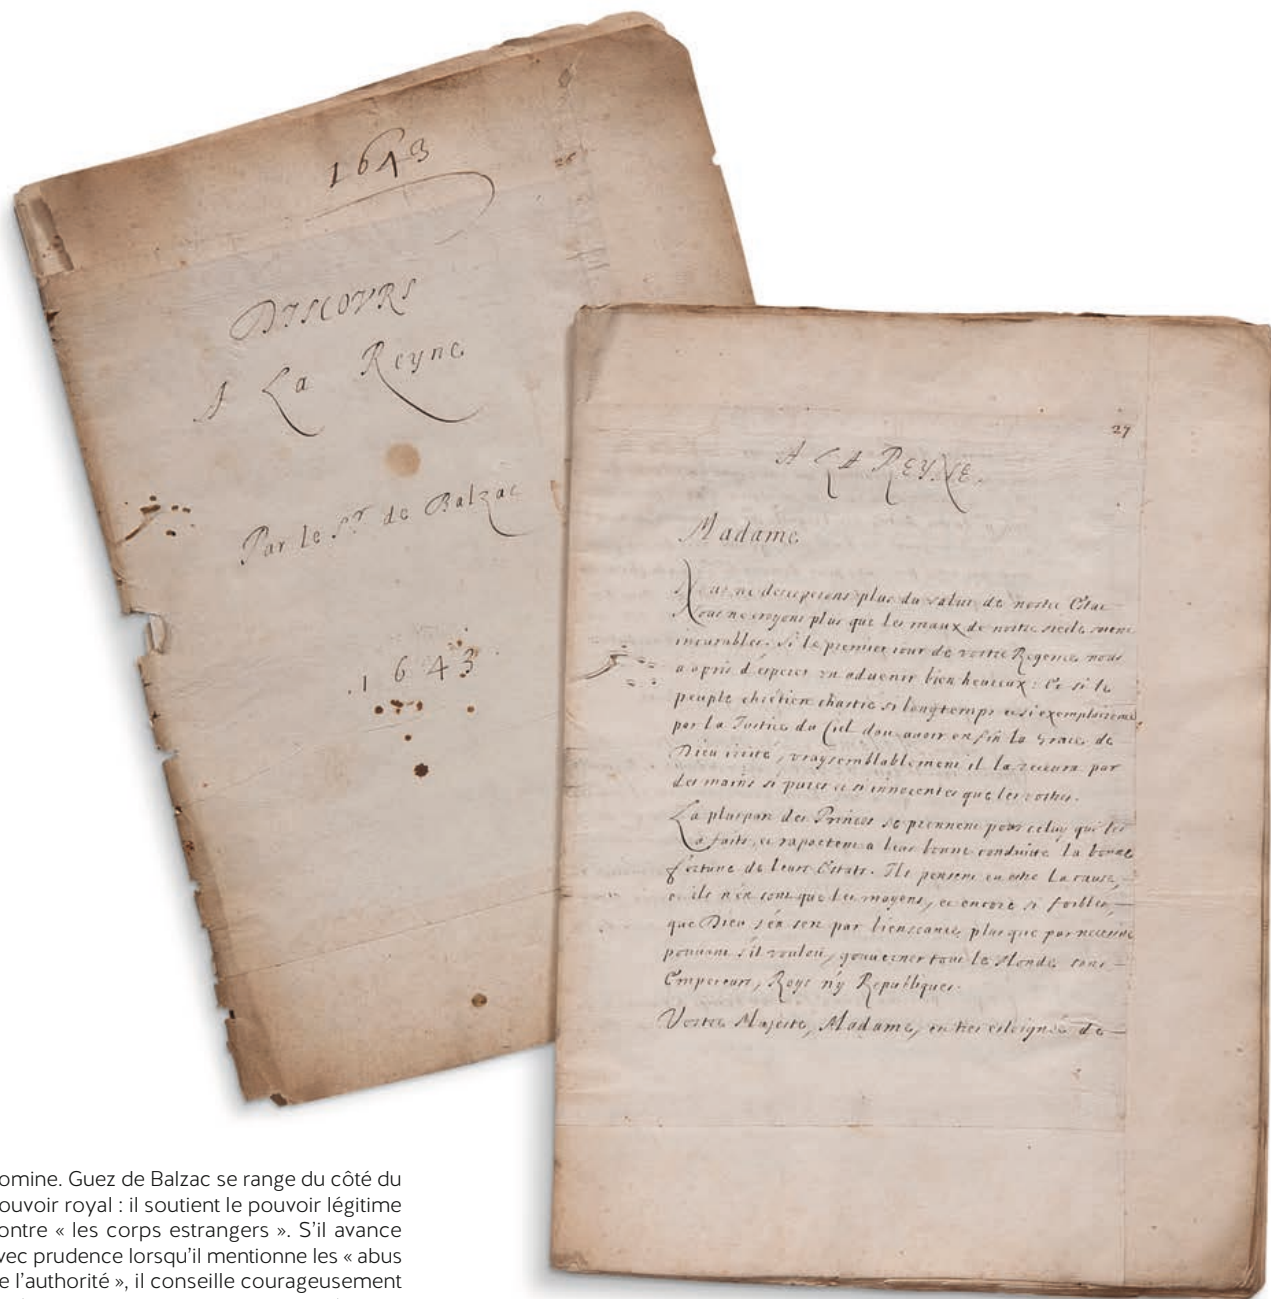 1643
26
DISCOVRS
A La Reyne
Par le Sr. de Balzac
.1643.
27
A LA REYNE.
Madame
Nous ne desesperons plus du salut de nostre Estat
Nous ne croyons plus que les maux de nostre siecle soient
incurables. Si le premier iour de vostre Regence nous
a apris d'esperer un aduenir bien heureux: Et si le
peuple chrêtien chastié si longtemps et si exemplairement
par la Justice du Ciel doit auoir enfin la grace de
Dieu irrité, vraysemblablement il la receura par
des mains si pures et si innocentes que les vostres.
La pluspart des Princes se prennent pour celuy qui les
a faits, et rapportent a leur bonne conduite la bonne
fortune de leurs Estats. Ils pensent en estre la cause,
et ils n'en sont que les moyens, et encore si foibles,
que Dieu s'en sert par bienseance plus que par necessité
pouuant s'il vouloit, gouuerner tout le Monde sans
Empereurs, Roys n'y Republiques.
Vostre Majesté, Madame, est tres esloignée de
omine. Guez de Balzac se range du côté du
ouvoir royal : il soutient le pouvoir légitime
ontre « les corps estrangers ». S'il avance
vec prudence lorsqu'il mentionne les « abus
e l'authorité », il conseille courageusement